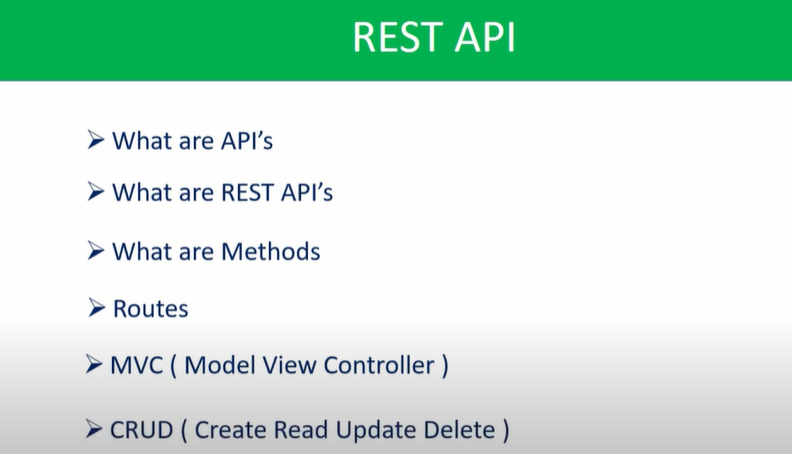 REST API
➢ What are API's
➢ What are REST API's
➢ What are Methods
➢ Routes
➢ MVC ( Model View Controller )
➢ CRUD ( Create Read Update Delete )